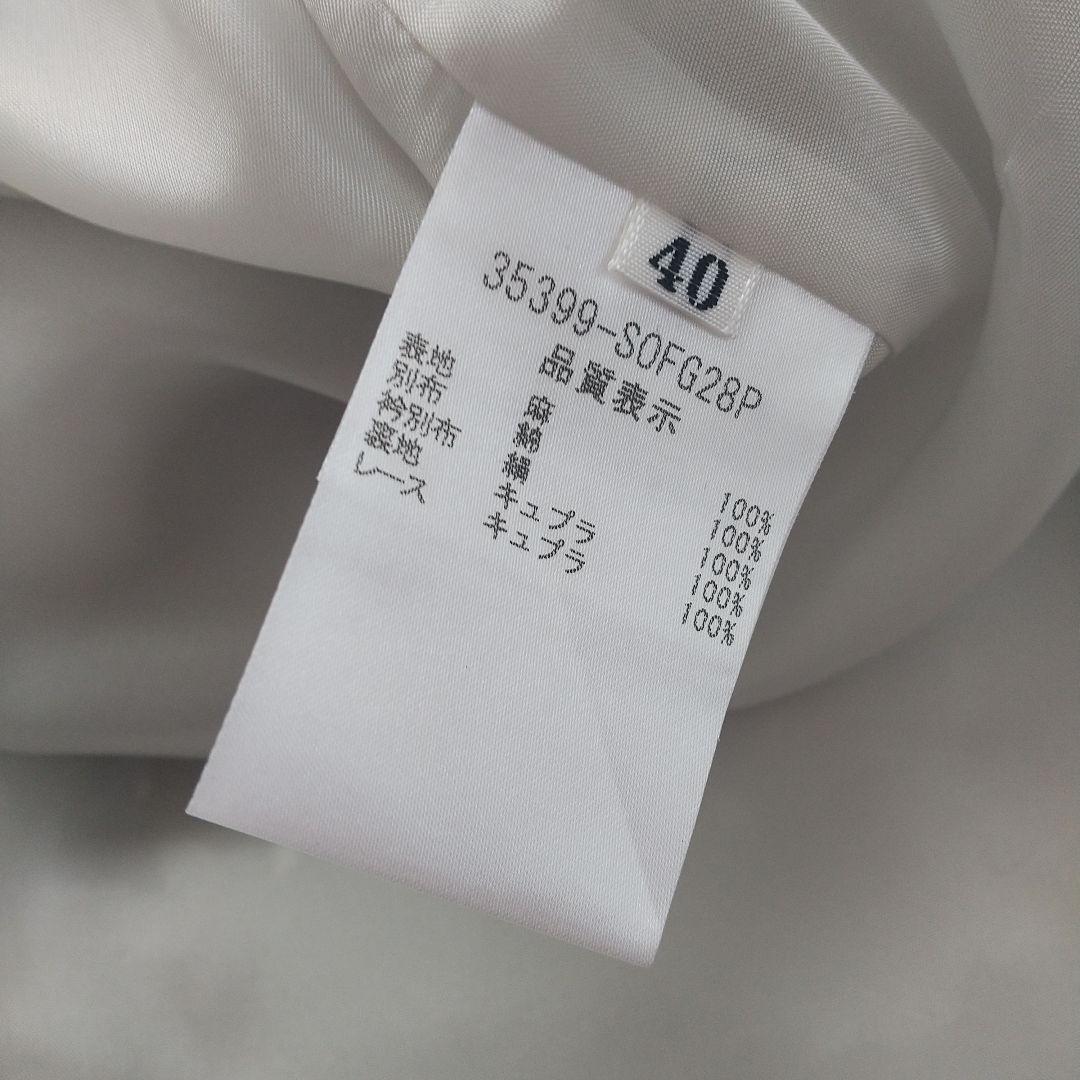 40
35399-SOFG28P
品質表示
表地 麻 100%
別布 綿 100%
衿別布 絹 100%
裏地 キュプラ 100%
レース キュプラ 100%